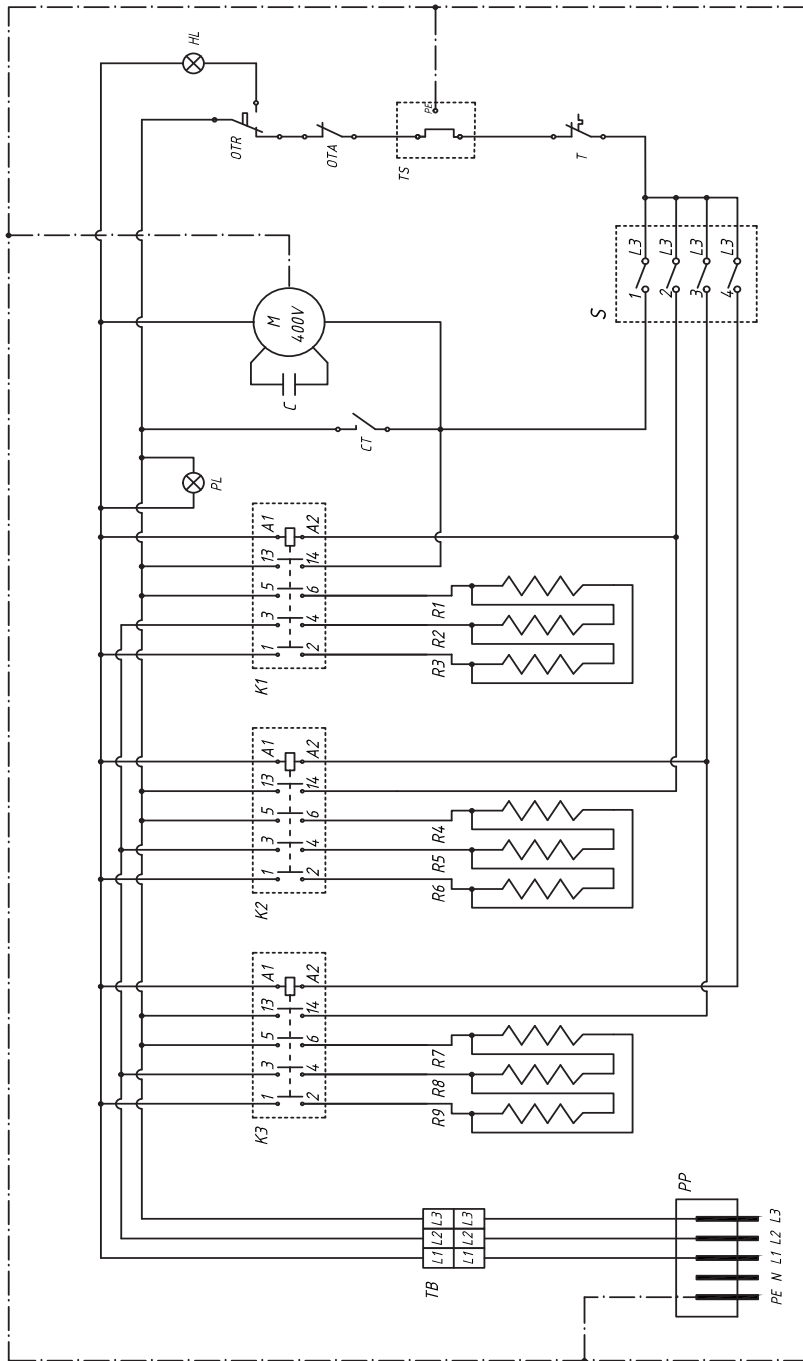 HL
OTR
OTA
PE
TS
T
S
L3 L3 L3 L3
1 2 3 4
M
400V
C
CT
PL
K1
A1 13 5 3 1
A2 14 6 4 2
R1
R2
R3
K2
A1 13 5 3 1
A2 14 6 4 2
R4
R5
R6
K3
A1 13 5 3 1
A2 14 6 4 2
R7
R8
R9
TB
L1 L2 L3
L1 L2 L3
PP
PE N L1 L2 L3